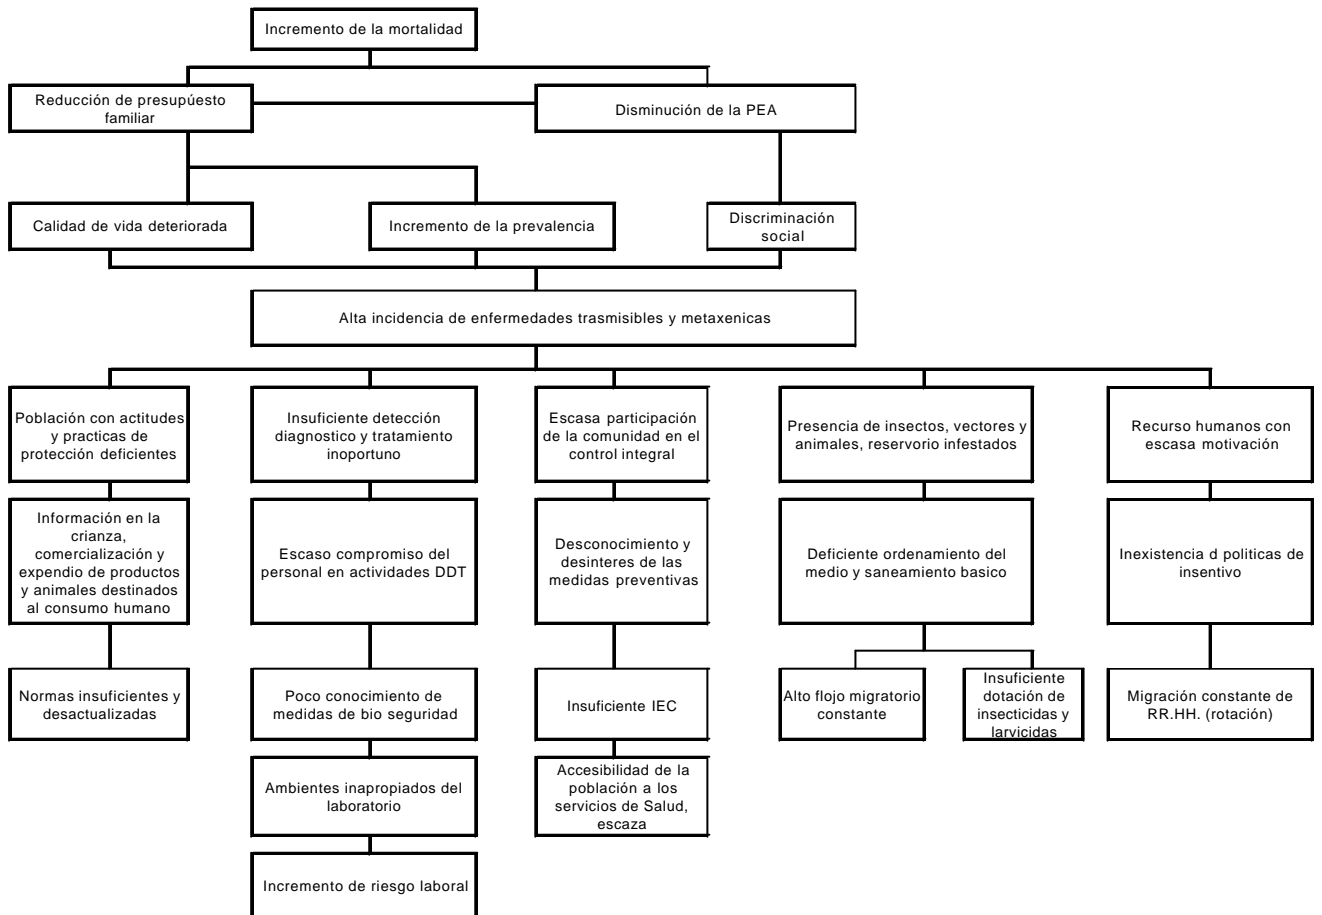 Incremento de la mortalidad
Reducción de presupúesto
familiar
Disminución de la PEA
Calidad de vida deteriorada
Incremento de la prevalencia
Discriminación
social
Alta incidencia de enfermedades trasmisibles y metaxenicas
Población con actitudes
y practicas de
protección deficientes
Insuficiente detección
diagnostico y tratamiento
inoportuno
Escasa participación
de la comunidad en el
control integral
Presencia de insectos, vectores y
animales, reservorio infestados
Recurso humanos con
escasa motivación
Información en la
crianza,
comercialización y
expendio de productos
y animales destinados
al consumo humano
Escaso compromiso del
personal en actividades DDT
Desconocimiento y
desinteres de las
medidas preventivas
Deficiente ordenamiento del
medio y saneamiento basico
Inexistencia d politicas de
insentivo
Normas insuficientes y
desactualizadas
Poco conocimiento de
medidas de bio seguridad
Insuficiente IEC
Alto flojo migratorio
constante
Insuficiente
dotación de
insecticidas y
larvicidas
Migración constante de
RR.HH. (rotación)
Ambientes inapropiados del
laboratorio
Accesibilidad de la
población a los
servicios de Salud,
escaza
Incremento de riesgo laboral